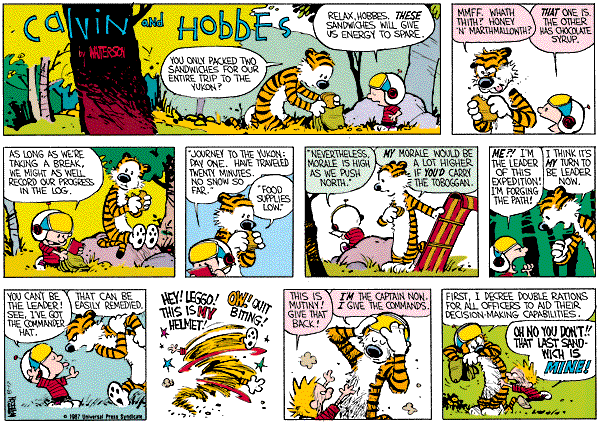 CALVIN and HOBBES
by WATTERSON
YOU ONLY PACKED TWO
SANDWICHES FOR OUR
ENTIRE TRIP TO THE
YUKON?
RELAX, HOBBES. THESE
SANDWICHES WILL GIVE
US ENERGY TO SPARE.
MMFF. WHATH
THITH? HONEY
'N' MARSHMALLONTH?
THAT ONE IS.
THE OTHER
HAS CHOCOLATE
SYRUP.
AS LONG AS WE'RE
TAKING A BREAK,
WE MIGHT AS WELL
RECORD OUR PROGRESS
IN THE LOG.
"JOURNEY TO THE YUKON:
DAY ONE. HAVE TRAVELED
TWENTY MINUTES.
NO SNOW SO
FAR."
"FOOD
SUPPLIES
LOW."
"NEVERTHELESS,
MORALE IS HIGH
AS WE PUSH
NORTH."
MY MORALE WOULD BE
A LOT HIGHER
IF YOU'D CARRY
THE TOBOGGAN.
ME?! I'M
THE LEADER
OF THIS
EXPEDITION!
I'M FORGING
THE PATH!
I THINK IT'S
MY TURN TO
BE LEADER
NOW.
YOU CAN'T BE
THE LEADER!
SEE, I'VE GOT
THE COMMANDER
HAT.
THAT CAN BE
EASILY REMEDIED.
© 1987 Universal Press Syndicate
HEY! LEGGO!
THIS IS MY
HELMET!
OW!! QUIT
BITING!
THIS IS
MUTINY!
GIVE THAT
BACK!
I'M THE CAPTAIN NOW.
I GIVE THE COMMANDS.
FIRST, I DECREE DOUBLE RATIONS
FOR ALL OFFICERS TO AID THEIR
DECISION-MAKING CAPABILITIES.
OH NO YOU DON'T!!
THAT LAST SAND-
WICH IS
MINE!